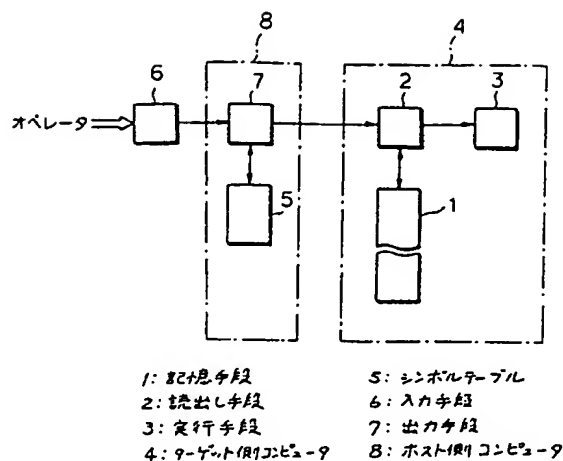 8
4
6
7
2
3
オペレータ
5
1
1: 記憶手段
2: 読出し手段
3: 実行手段
4: ターゲット側コンピュータ
5: シンボルテーブル
6: 入力手段
7: 出力手段
8: ホスト側コンピュータ